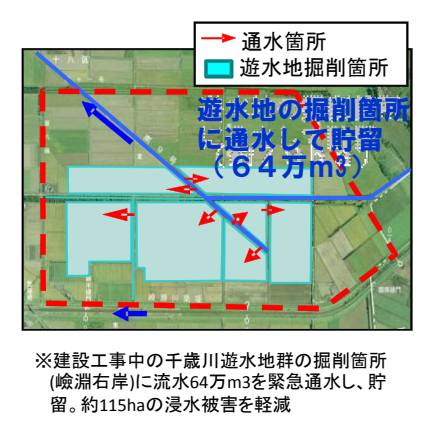 通水箇所
遊水地掘削箇所
遊水地の掘削箇所
に通水して貯留
（６４万m3）
※建設工事中の千歳川遊水地群の掘削箇所
(嶮淵右岸)に流水64万m3を緊急通水し、貯
留。約115haの浸水被害を軽減